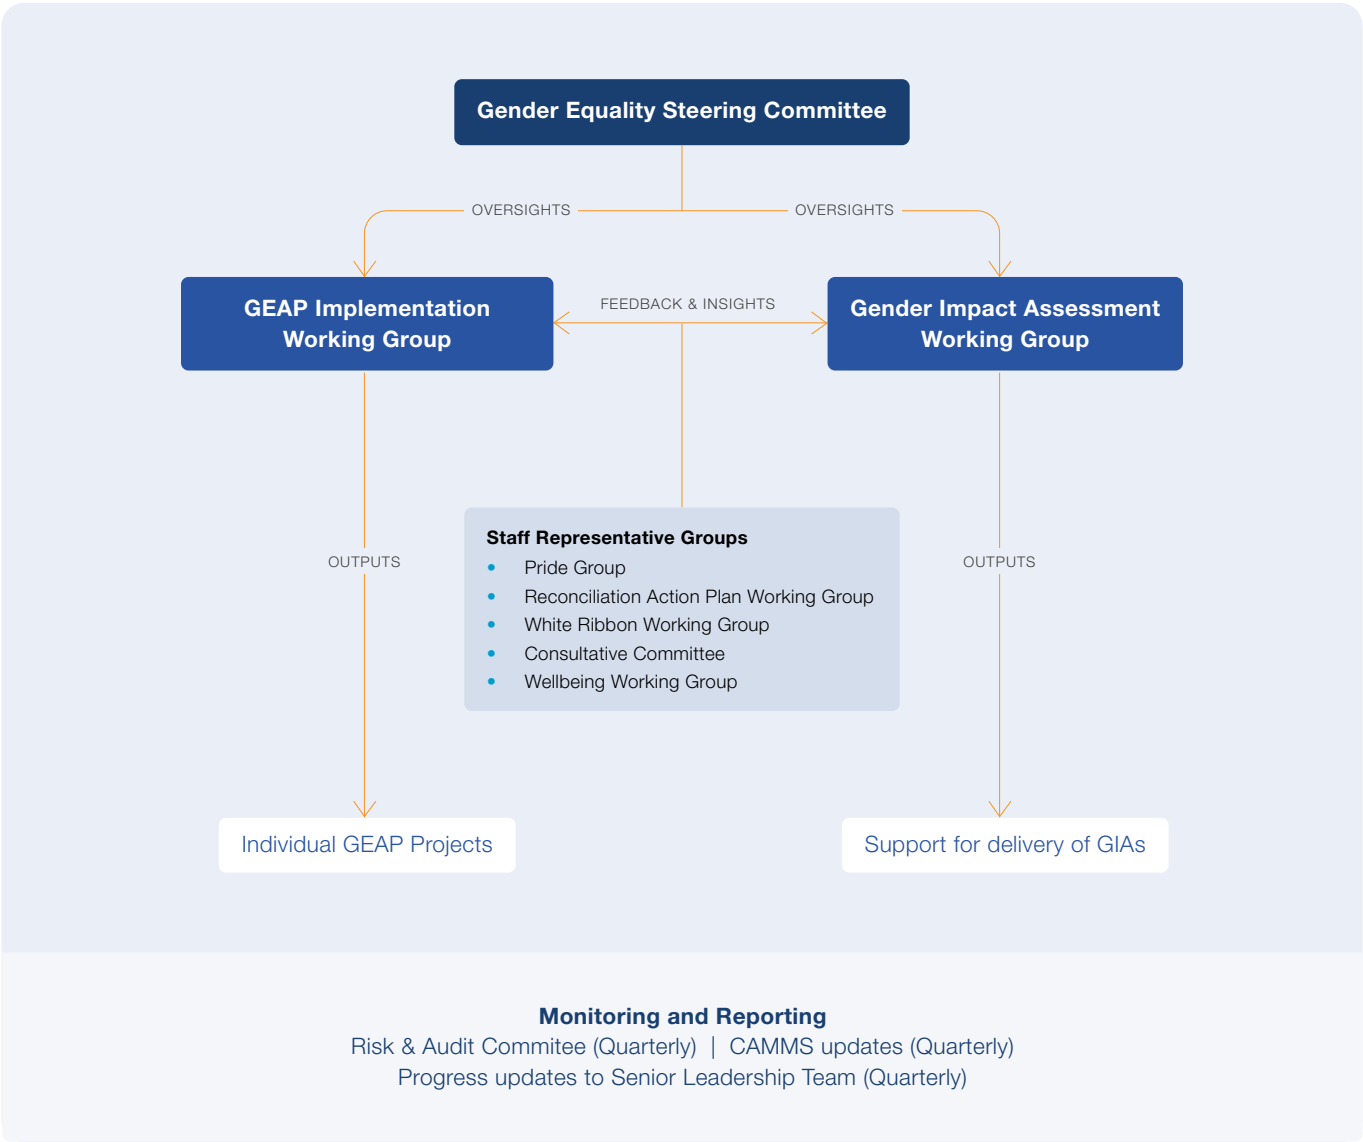 Gender Equality Steering Committee
OVERSIGHTS
OVERSIGHTS
GEAP Implementation
Working Group
FEEDBACK & INSIGHTS
Gender Impact Assessment
Working Group
OUTPUTS
Staff Representative Groups
• Pride Group
• Reconciliation Action Plan Working Group
• White Ribbon Working Group
• Consultative Committee
• Wellbeing Working Group
OUTPUTS
Individual GEAP Projects
Support for delivery of GIAs
Monitoring and Reporting
Risk & Audit Commitee (Quarterly) | CAMMS updates (Quarterly)
Progress updates to Senior Leadership Team (Quarterly)